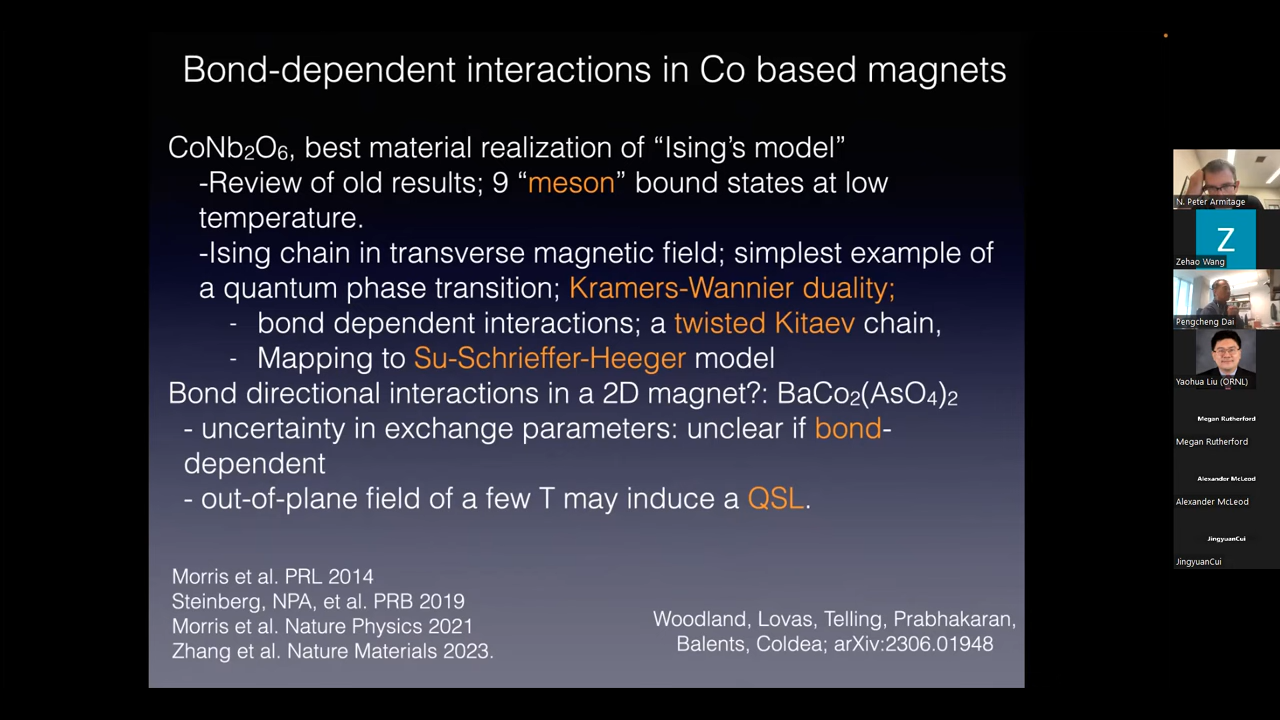 Bond-dependent interactions in Co based magnets
CoNb₂O₆, best material realization of “Ising’s model”
-Review of old results; 9 “meson” bound states at low
temperature.
-Ising chain in transverse magnetic field; simplest example of
a quantum phase transition; Kramers-Wannier duality;
- bond dependent interactions; a twisted Kitaev chain,
- Mapping to Su-Schrieffer-Heeger model
Bond directional interactions in a 2D magnet?: BaCo₂(AsO₄)₂
- uncertainty in exchange parameters: unclear if bond-
dependent
- out-of-plane field of a few T may induce a QSL.
Morris et al. PRL 2014
Steinberg, NPA, et al. PRB 2019
Morris et al. Nature Physics 2021
Zhang et al. Nature Materials 2023.
Woodland, Lovas, Telling, Prabhakaran,
Balents, Coldea; arXiv:2306.01948
N. Peter Armitage
Z
Zehao Wang
Pengcheng Dai
Yaohua Liu (ORNL)
Megan Rutherford
Megan Rutherford
Alexander McLeod
Alexander McLeod
JingyuanCui
JingyuanCui